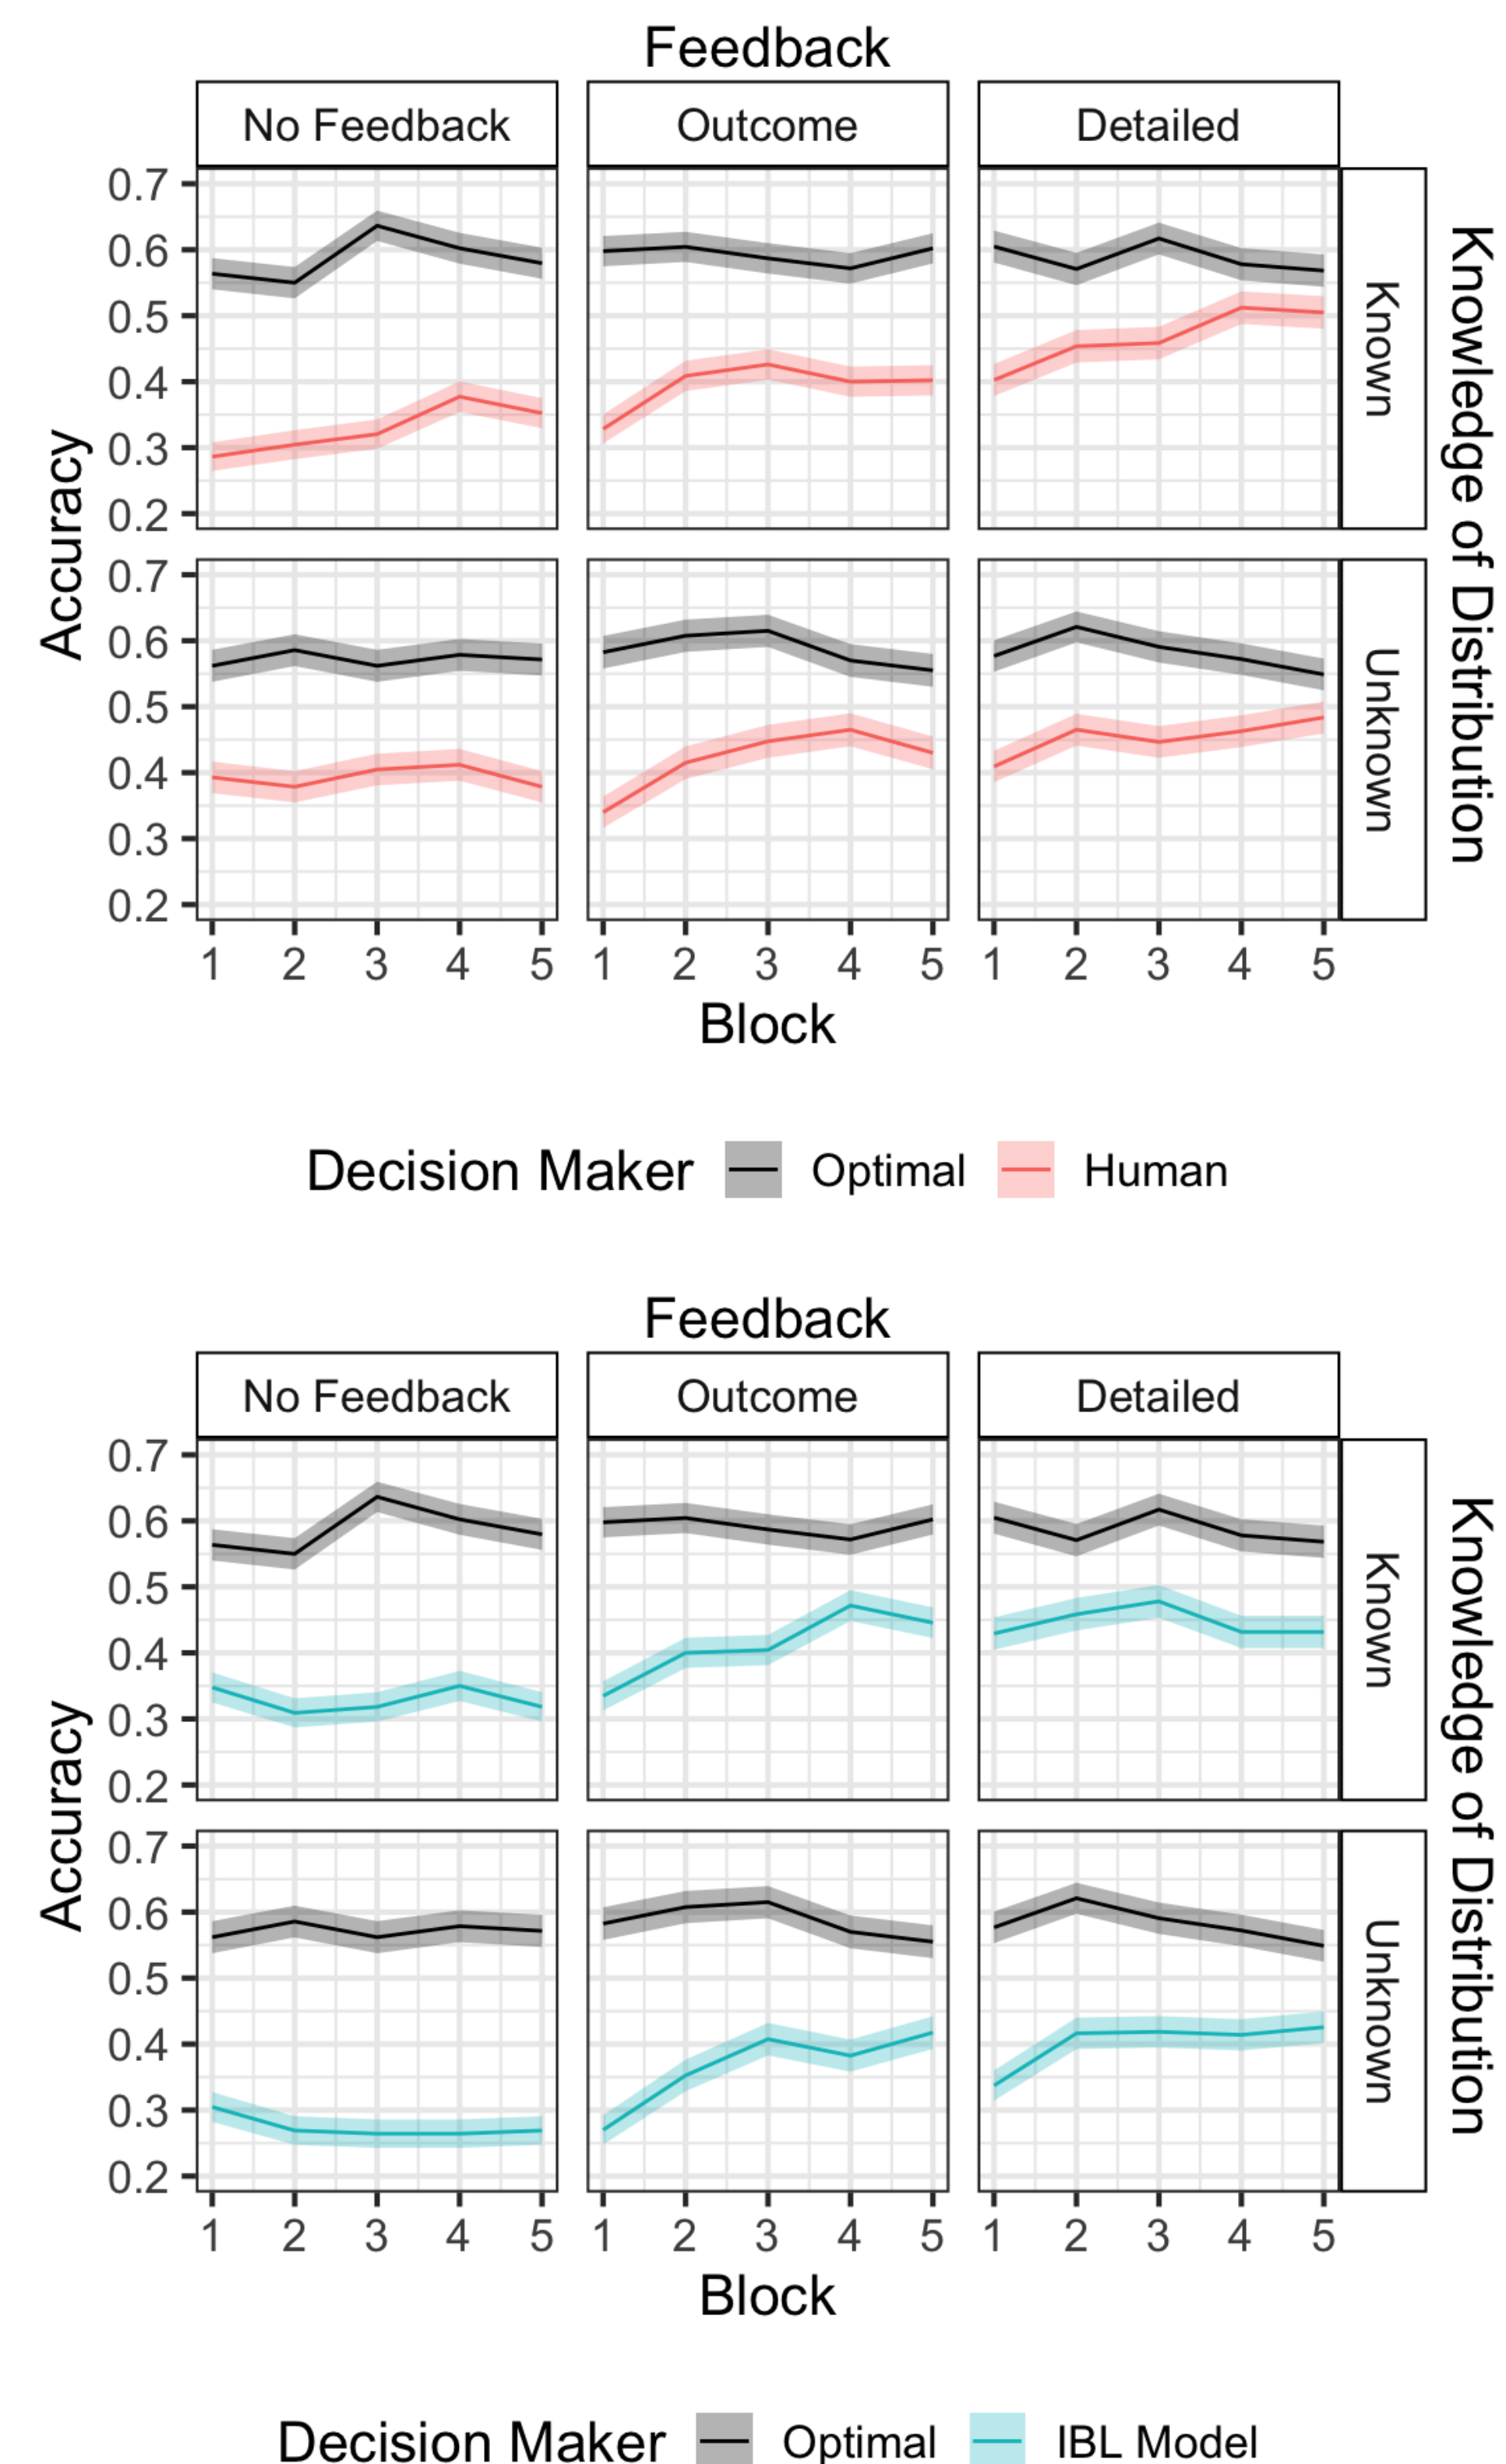 Feedback
No Feedback Outcome Detailed
0.7
0.6
0.5
0.4
0.3
0.2
Known
0.7
0.6
0.5
0.4
0.3
0.2
Unknown
Accuracy
Knowledge of Distribution
1 2 3 4 5 1 2 3 4 5 1 2 3 4 5
Block
Decision Maker Optimal Human
Feedback
No Feedback Outcome Detailed
0.7
0.6
0.5
0.4
0.3
0.2
Known
0.7
0.6
0.5
0.4
0.3
0.2
Unknown
Accuracy
Knowledge of Distribution
1 2 3 4 5 1 2 3 4 5 1 2 3 4 5
Block
Decision Maker Optimal IBL Model